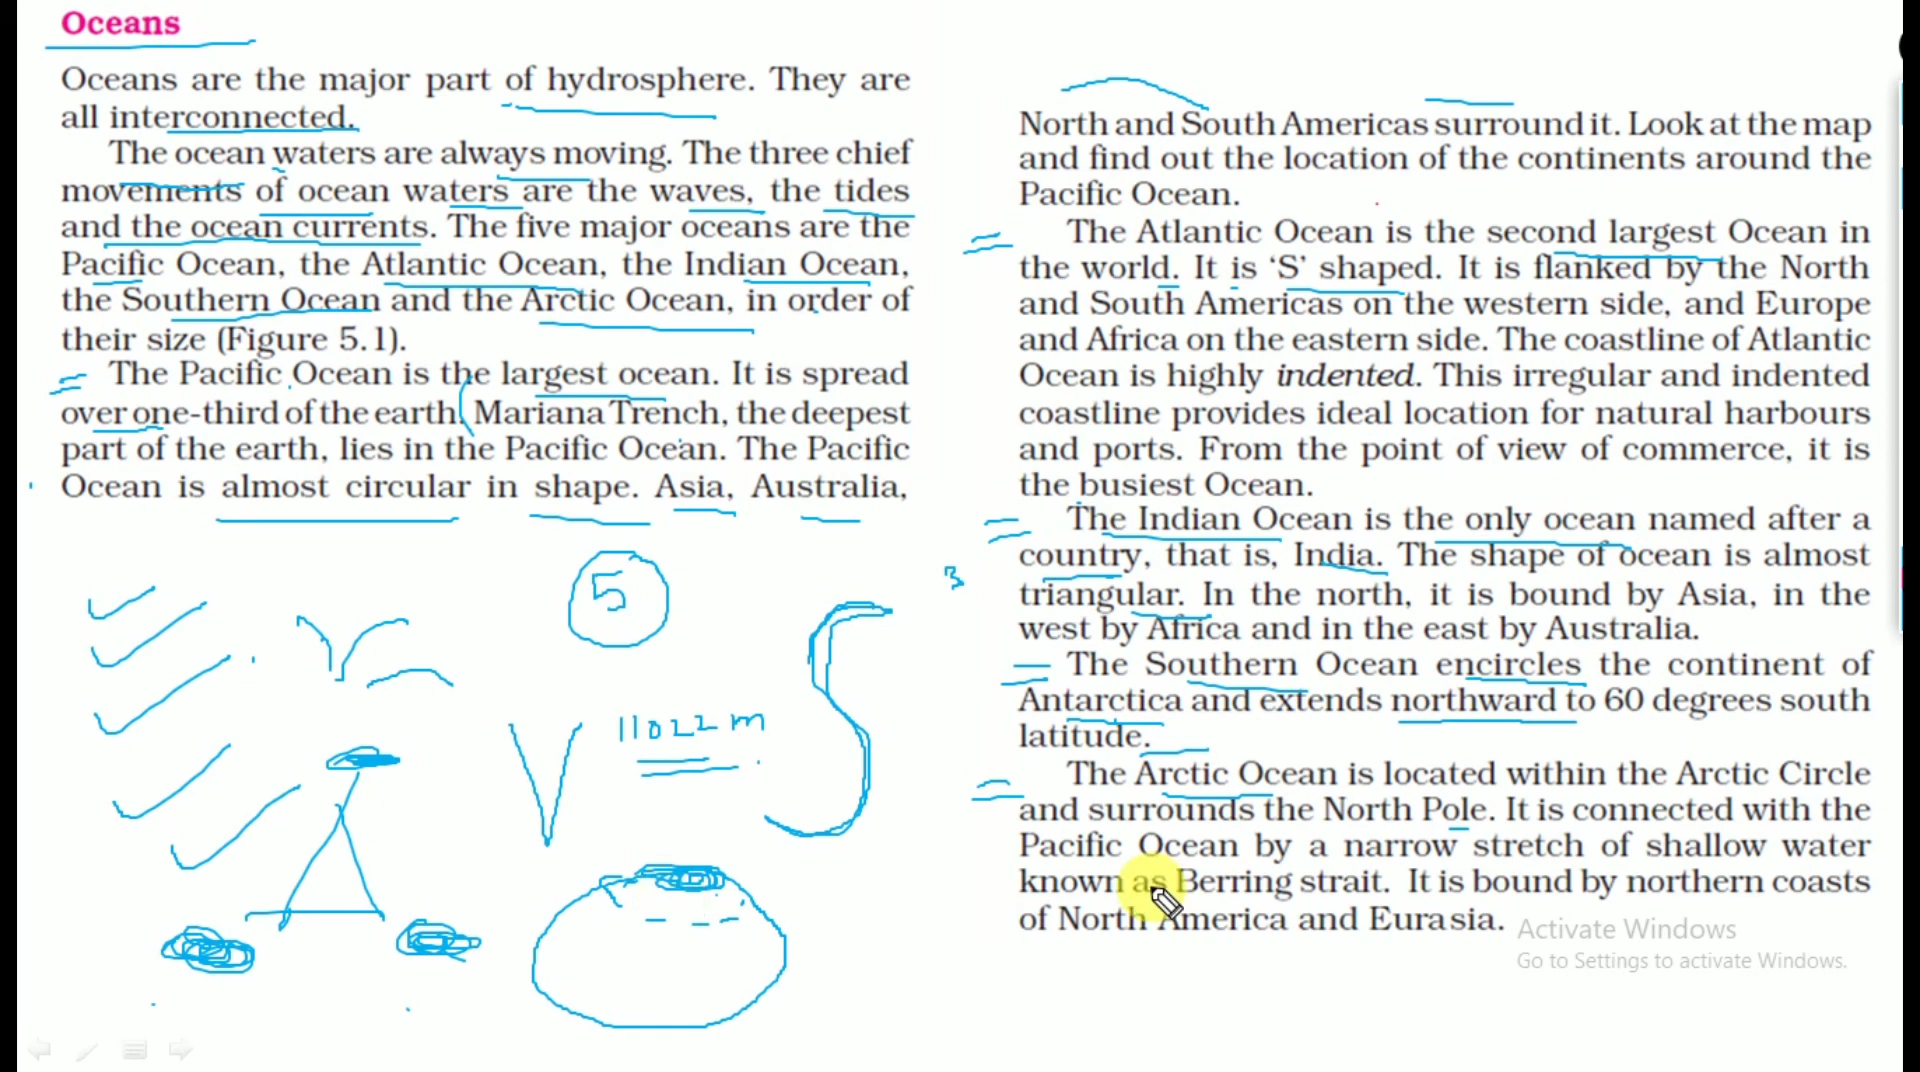 Oceans
Oceans are the major part of hydrosphere. They are
all interconnected.
The ocean waters are always moving. The three chief
movements of ocean waters are the waves, the tides
and the ocean currents. The five major oceans are the
Pacific Ocean, the Atlantic Ocean, the Indian Ocean,
the Southern Ocean and the Arctic Ocean, in order of
their size (Figure 5.1).
The Pacific Ocean is the largest ocean. It is spread
over one-third of the earth. Mariana Trench, the deepest
part of the earth, lies in the Pacific Ocean. The Pacific
Ocean is almost circular in shape. Asia, Australia,
5
11022 m
S
North and South Americas surround it. Look at the map
and find out the location of the continents around the
Pacific Ocean.
The Atlantic Ocean is the second largest Ocean in
the world. It is ‘S’ shaped. It is flanked by the North
and South Americas on the western side, and Europe
and Africa on the eastern side. The coastline of Atlantic
Ocean is highly indented. This irregular and indented
coastline provides ideal location for natural harbours
and ports. From the point of view of commerce, it is
the busiest Ocean.
The Indian Ocean is the only ocean named after a
country, that is, India. The shape of ocean is almost
triangular. In the north, it is bound by Asia, in the
west by Africa and in the east by Australia.
The Southern Ocean encircles the continent of
Antarctica and extends northward to 60 degrees south
latitude.
The Arctic Ocean is located within the Arctic Circle
and surrounds the North Pole. It is connected with the
Pacific Ocean by a narrow stretch of shallow water
known as Berring strait. It is bound by northern coasts
of North America and Eurasia.
Activate Windows
Go to Settings to activate Windows.